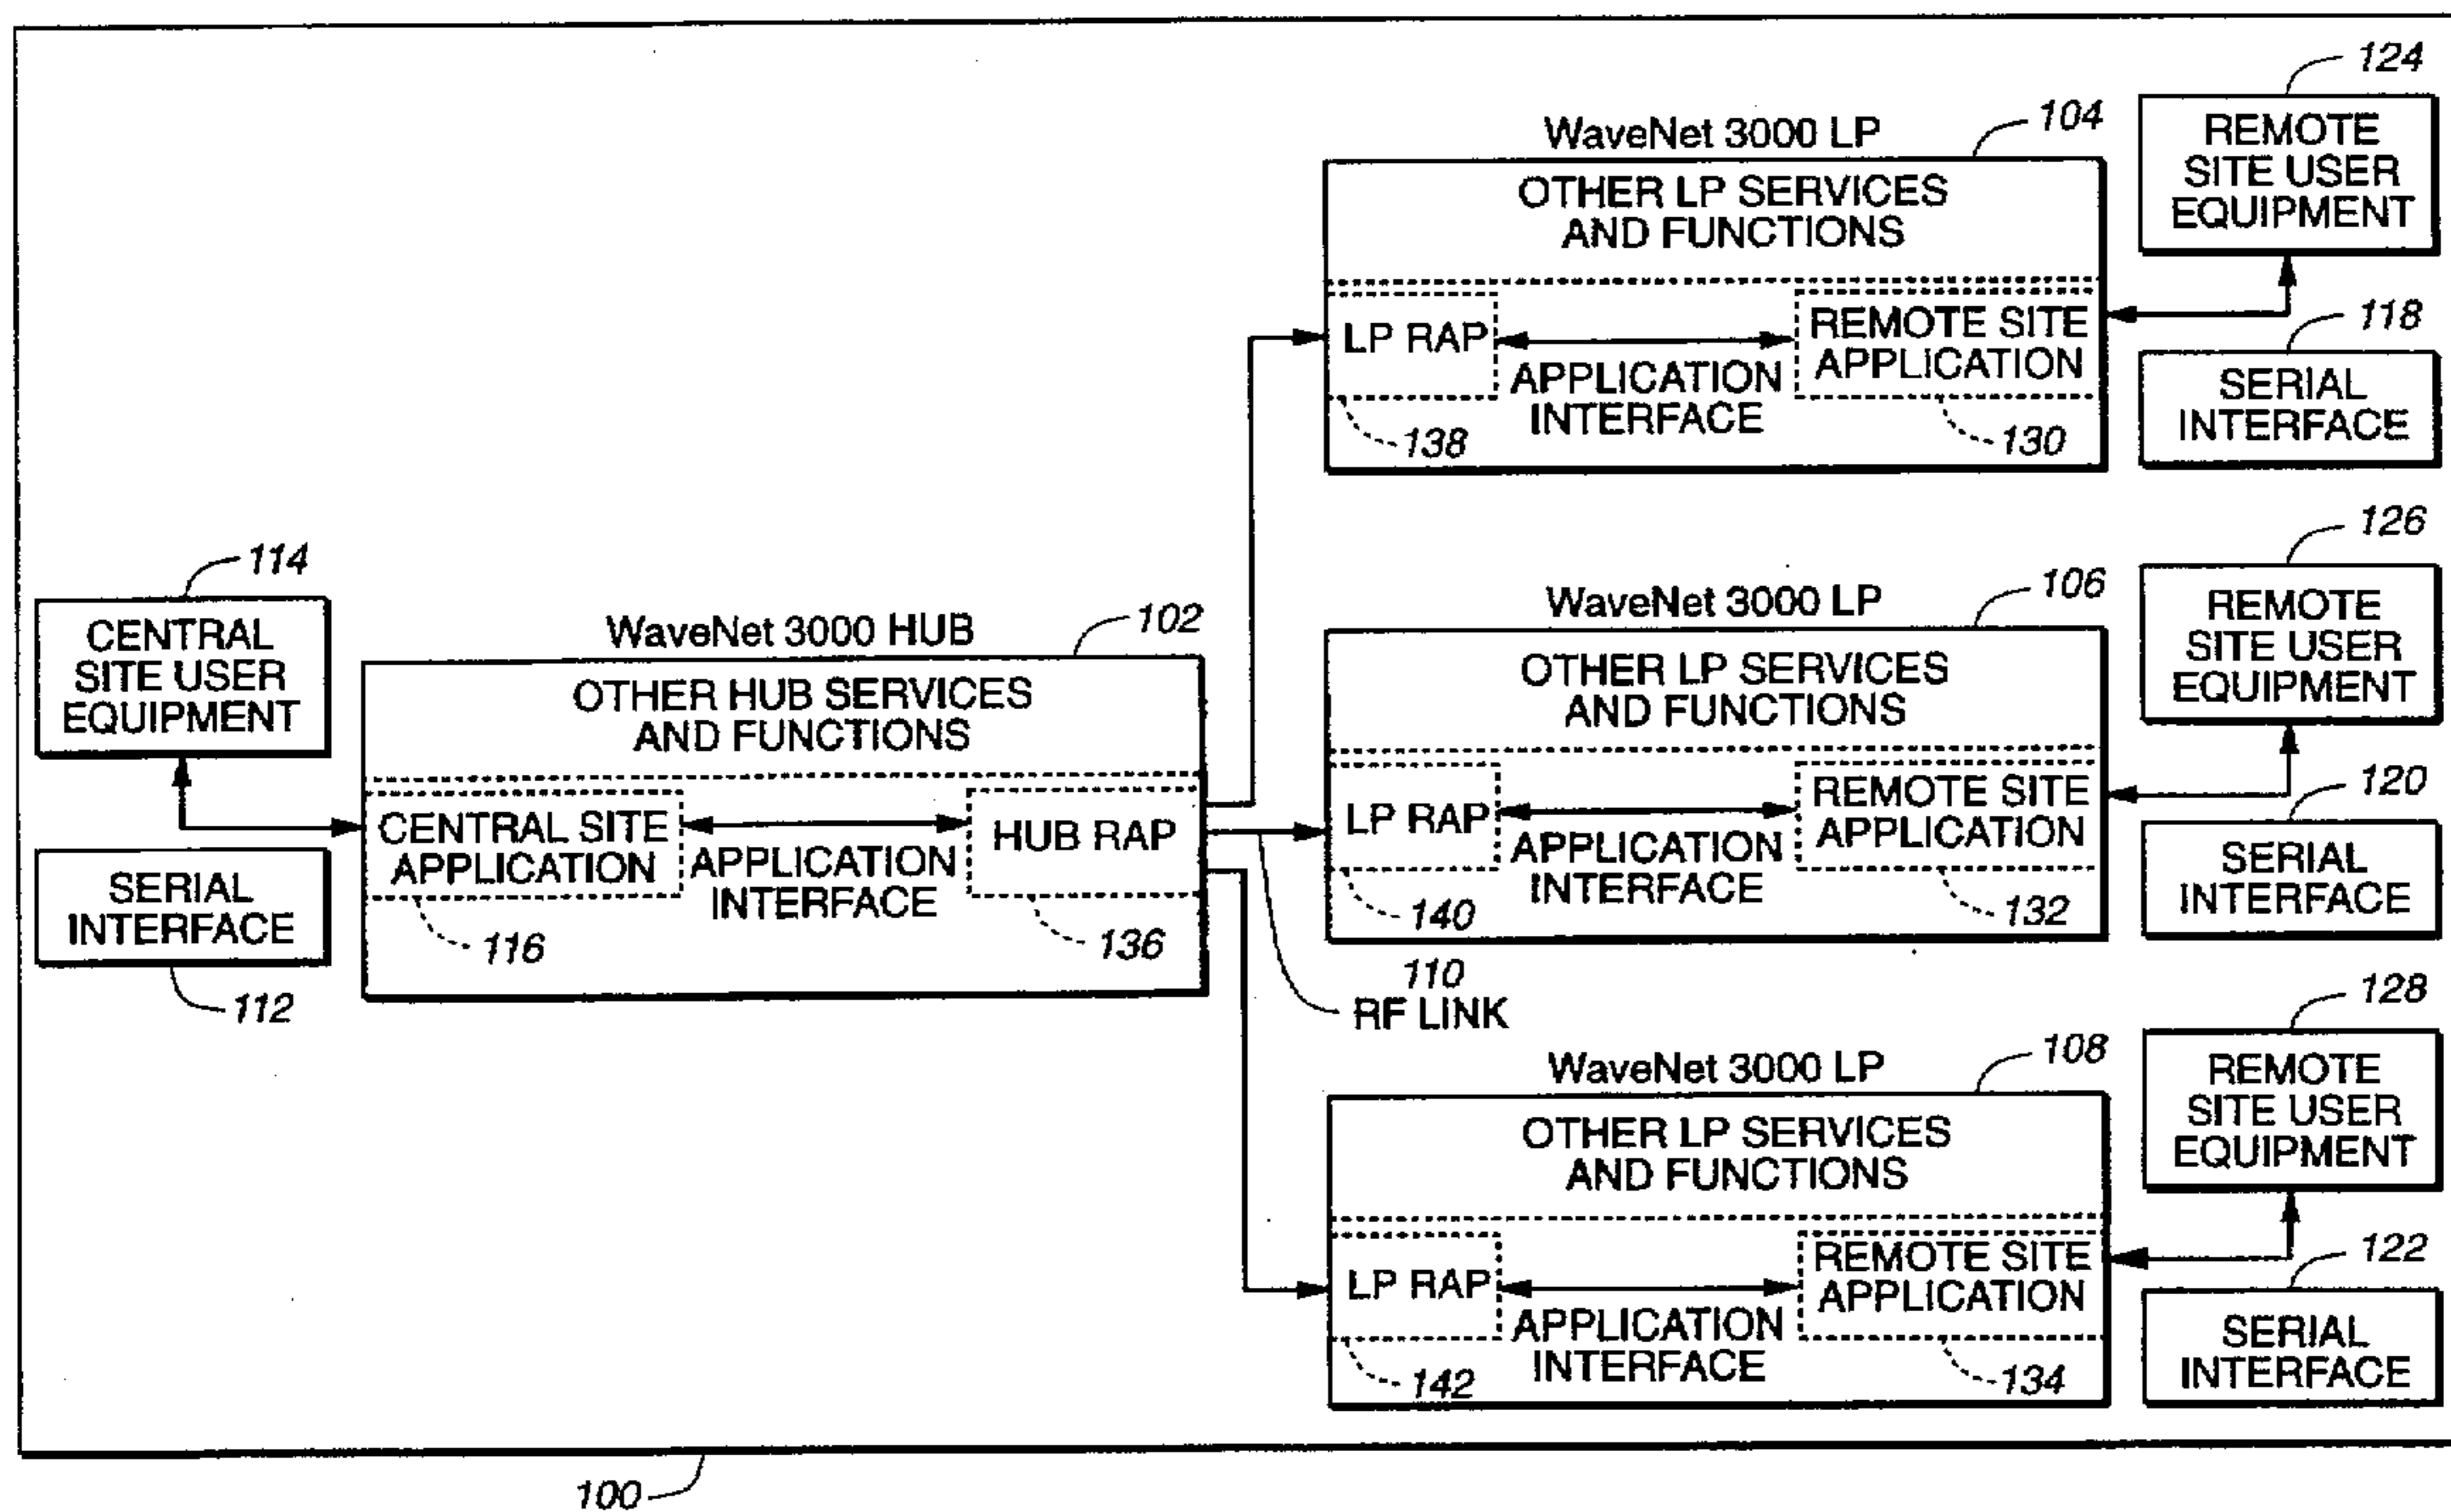 124
REMOTE
SITE USER
EQUIPMENT
WaveNet 3000 LP
104
OTHER LP SERVICES
AND FUNCTIONS
LP RAP
APPLICATION
INTERFACE
REMOTE SITE
APPLICATION
138
130
118
SERIAL
INTERFACE
114
CENTRAL
SITE USER
EQUIPMENT
SERIAL
INTERFACE
112
WaveNet 3000 HUB
102
OTHER HUB SERVICES
AND FUNCTIONS
CENTRAL SITE
APPLICATION
APPLICATION
INTERFACE
HUB RAP
116
136
110
RF LINK
WaveNet 3000 LP
106
OTHER LP SERVICES
AND FUNCTIONS
LP RAP
APPLICATION
INTERFACE
REMOTE SITE
APPLICATION
140
132
126
REMOTE
SITE USER
EQUIPMENT
120
SERIAL
INTERFACE
WaveNet 3000 LP
108
OTHER LP SERVICES
AND FUNCTIONS
LP RAP
APPLICATION
INTERFACE
REMOTE SITE
APPLICATION
142
134
128
REMOTE
SITE USER
EQUIPMENT
122
SERIAL
INTERFACE
100